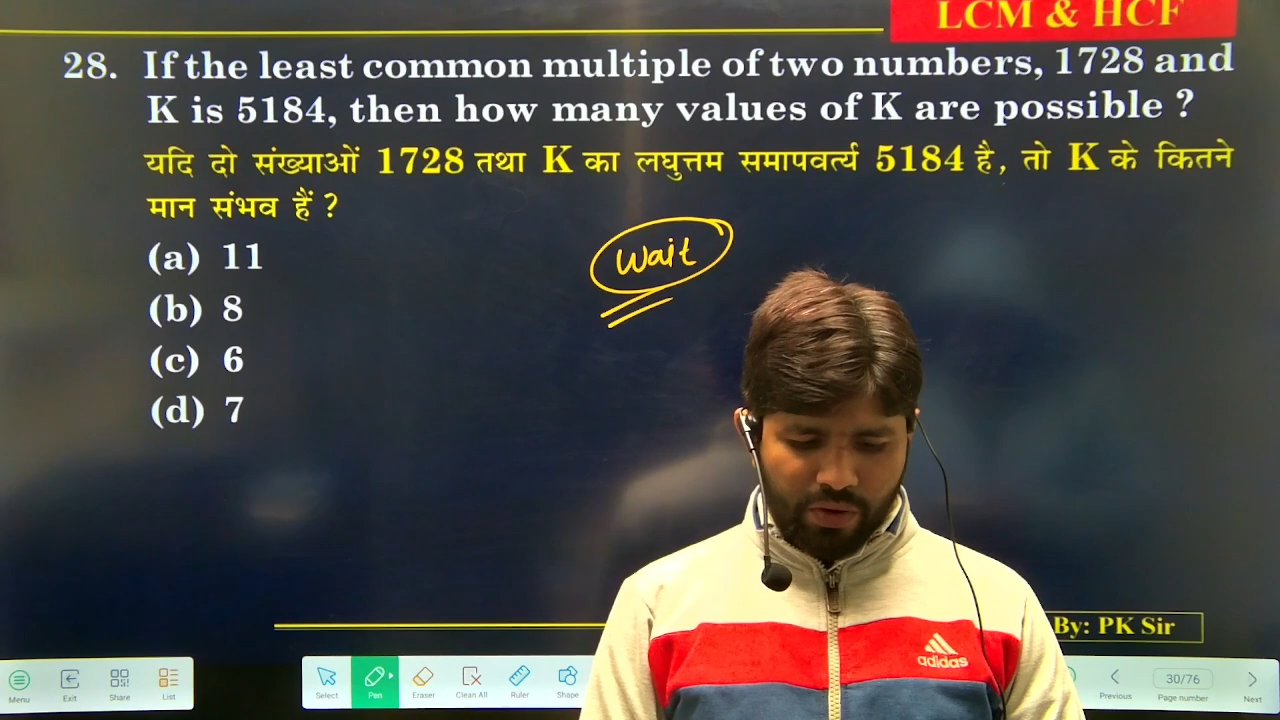 LCM & HCF
28. If the least common multiple of two numbers, 1728 and
K is 5184, then how many values of K are possible ?
यदि दो संख्याओं 1728 तथा K का लघुत्तम समापवर्त्य 5184 है, तो K के कितने
मान संभव हैं ?
(a) 11
Wait
(b) 8
(c) 6
(d) 7
By: PK Sir
adidas
Menu Exit Share List Select Pen Eraser Clean All Ruler Shape Previous 30/76 Page number Next